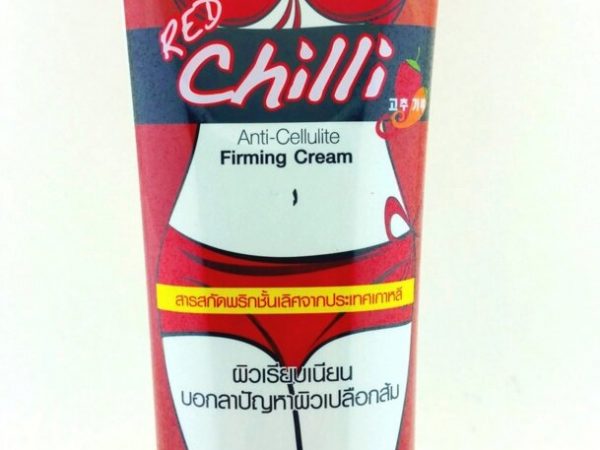 RED
Chilli
고추
Anti-Cellulite
Firming Cream
สารสกัดพริกชั้นเลิศจากประเทศเกาหลี
ผิวเรียบเนียน
บอกลาปัญหาผิวเปลือกส้ม